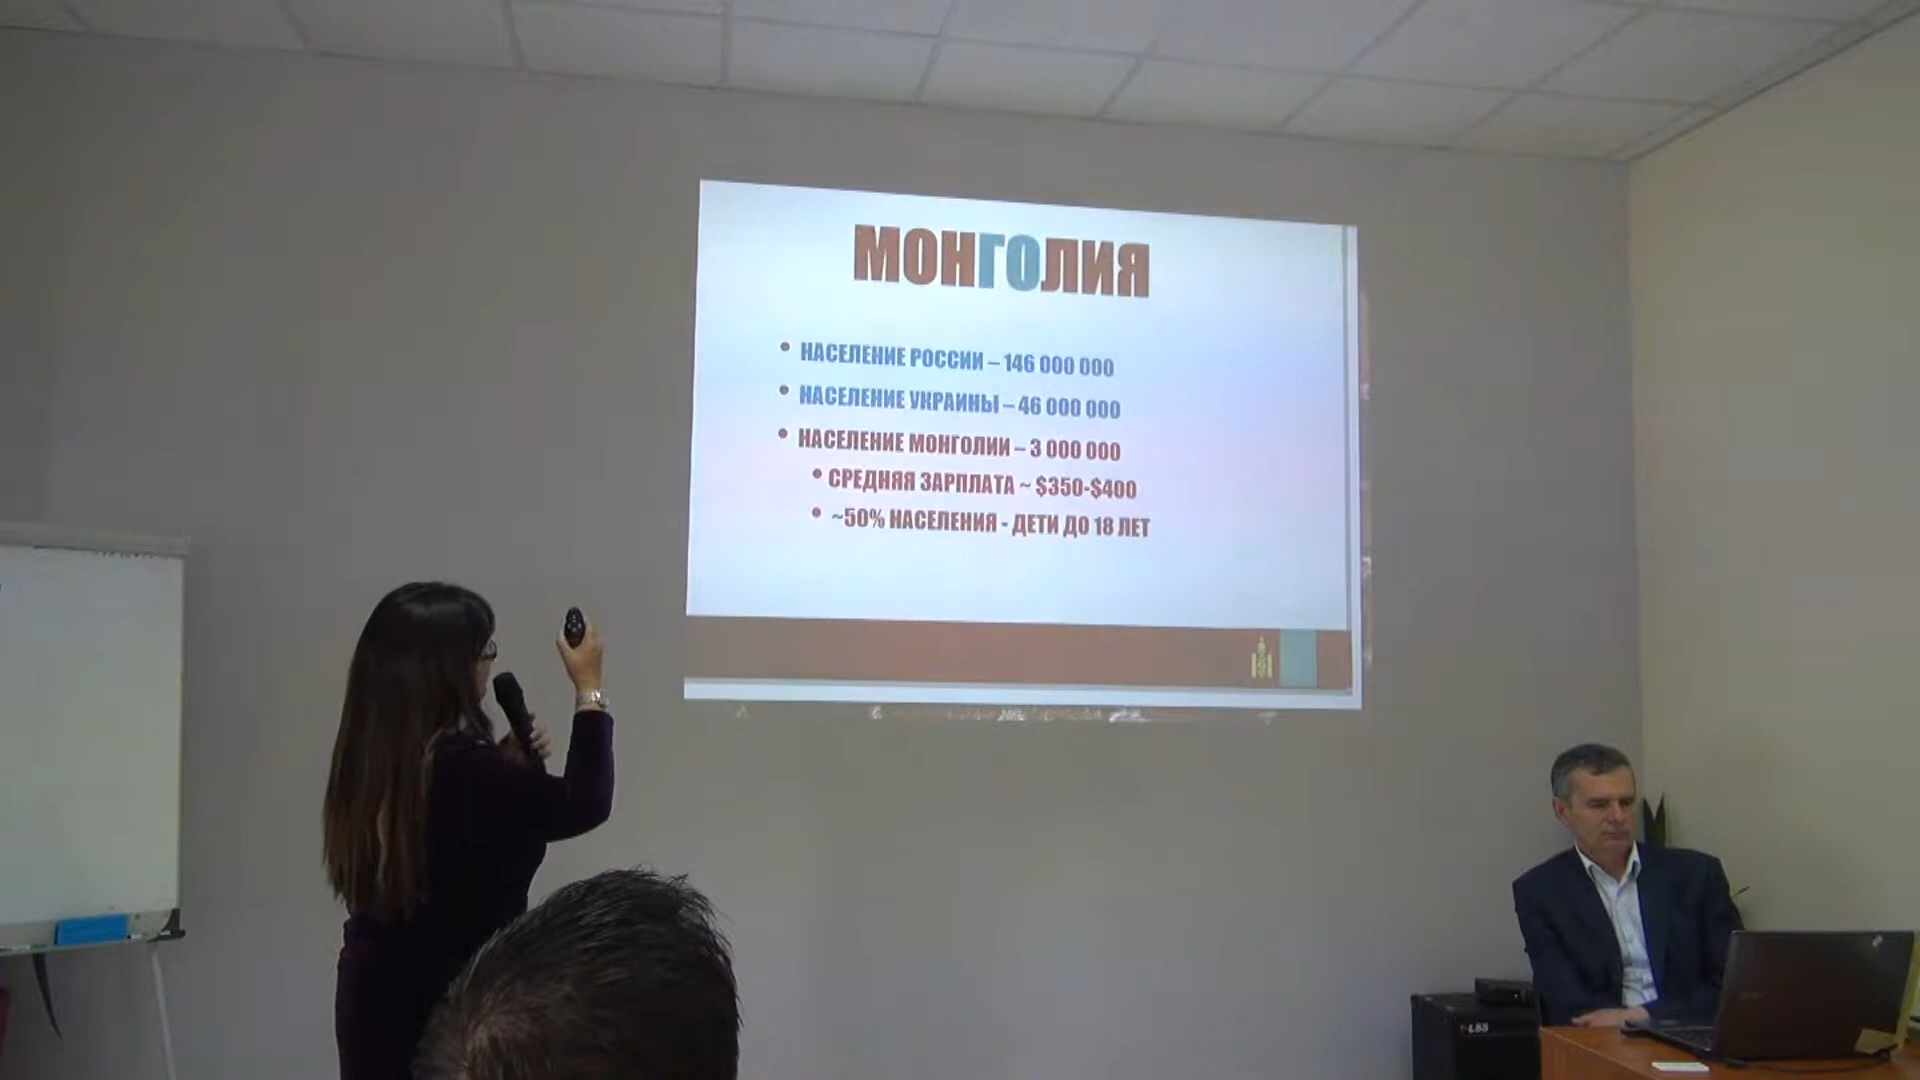 МОНГОЛИЯ
• НАСЕЛЕНИЕ РОССИИ – 146 000 000
• НАСЕЛЕНИЕ УКРАИНЫ – 46 000 000
• НАСЕЛЕНИЕ МОНГОЛИИ – 3 000 000
• СРЕДНЯЯ ЗАРПЛАТА ~ $350-$400
• ~50% НАСЕЛЕНИЯ - ДЕТИ ДО 18 ЛЕТ
LSS